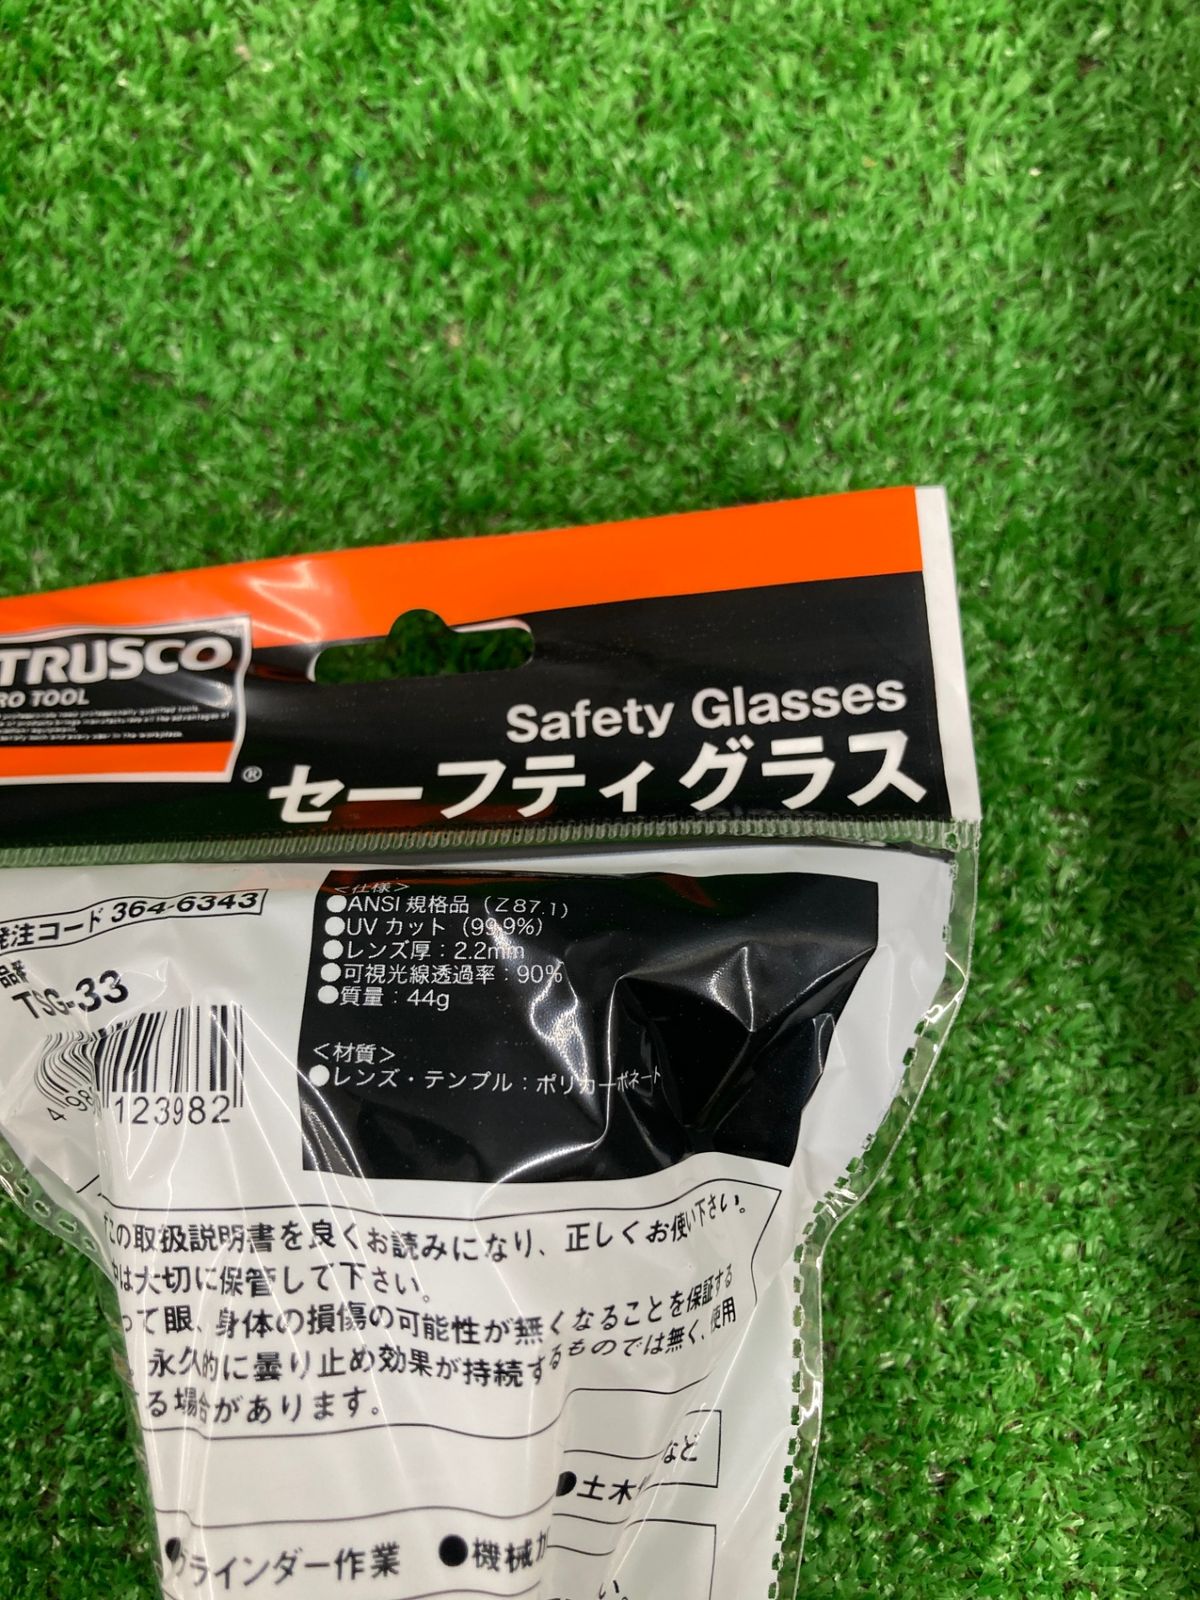 TRUSCO
RO TOOL
®
Safety Glasses
セーフティグラス
発注コード 364-6343
品番
TSG-33
123982
<仕様>
●ANSI 規格品（Z87.1）
●UV カット（99.9%）
●レンズ厚：2.2mm
●可視光線透過率：90%
●質量：44g
<材質>
●レンズ・テンプル：ポリカーボネート
この取扱説明書を良くお読みになり、正しくお使い下さい。
は大切に保管して下さい。
って眼、身体の損傷の可能性が無くなることを保証する
永久的に曇り止め効果が持続するものでは無く、使用
る場合があります。
など
●土木
ラインダー作業 ●機械
い。